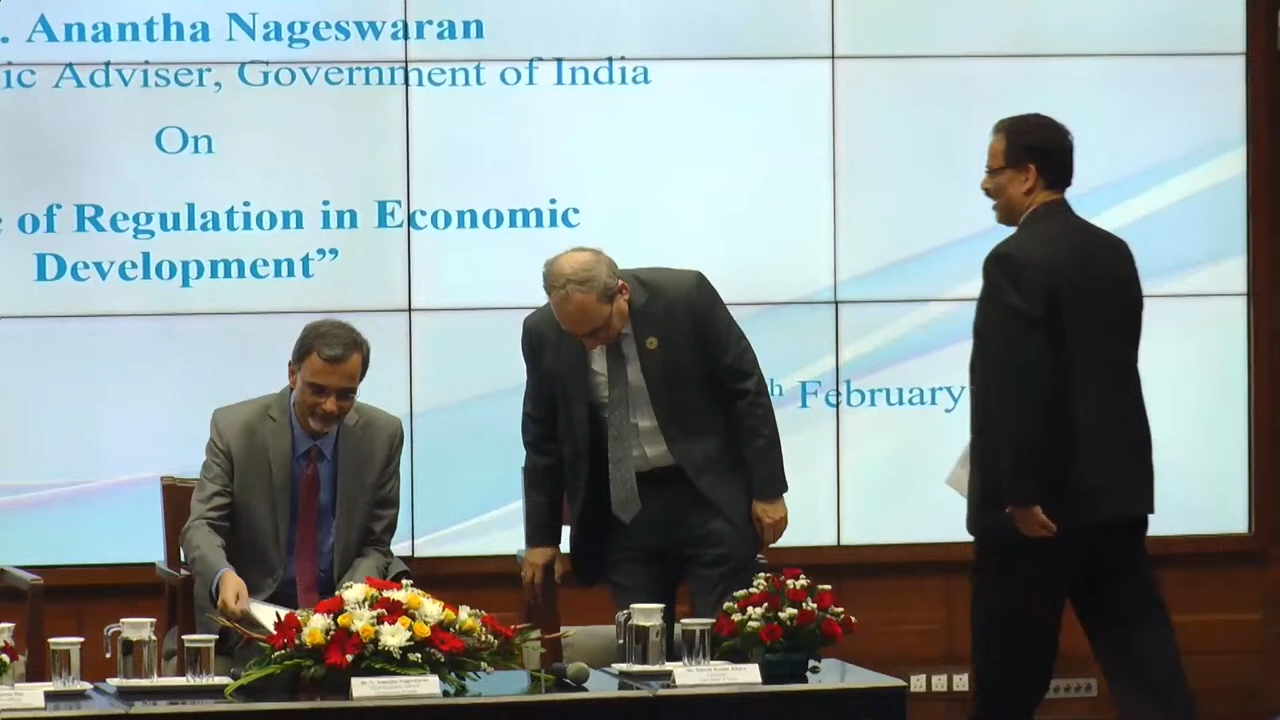 . Anantha Nageswaran
ic Adviser, Government of India
On
of Regulation in Economic
Development”
h February